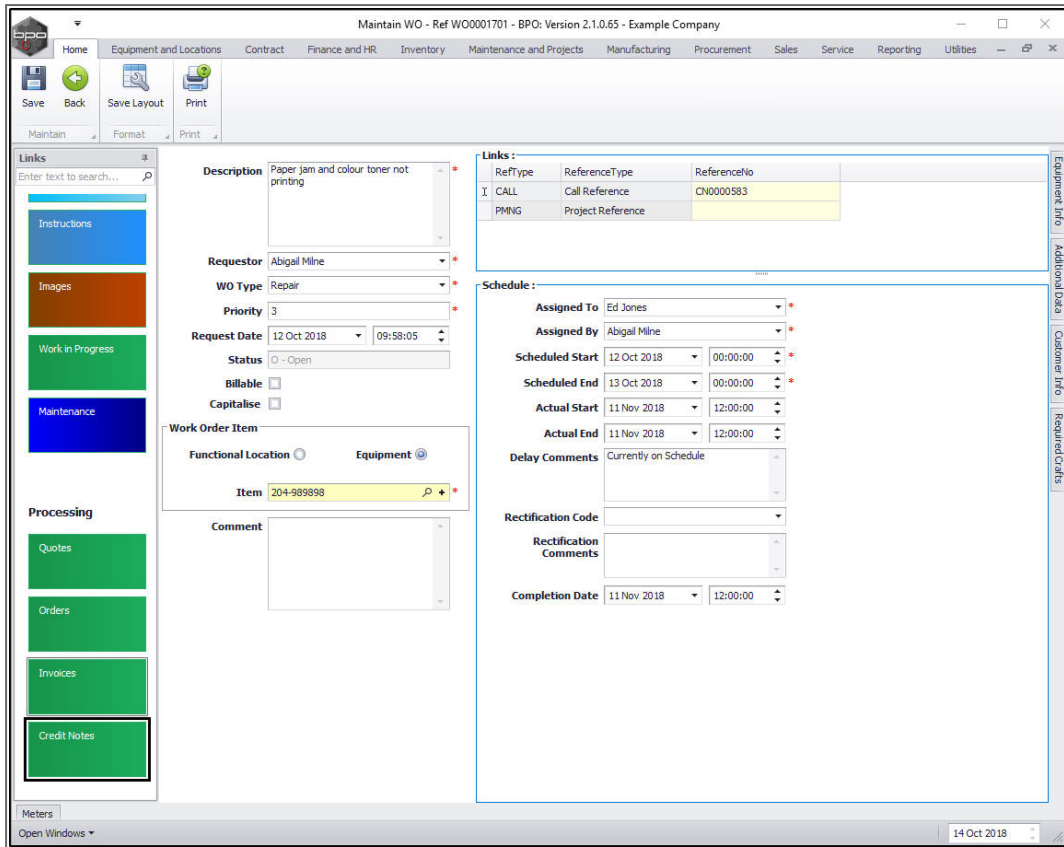 Maintain WO - Ref WO0001701 - BPO: Version 2.1.0.65 - Example Company
bpo
Home Equipment and Locations Contract Finance and HR Inventory Maintenance and Projects Manufacturing Procurement Sales Service Reporting Utilities
Save Back Save Layout Print
Maintain Format Print
Links
Enter text to search...
Instructions
Images
Work in Progress
Maintenance
Processing
Quotes
Orders
Invoices
Credit Notes
Description Paper jam and colour toner not
printing
*
Requestor Abigail Milne *
WO Type Repair *
Priority 3 *
Request Date 12 Oct 2018 09:58:05
Status O - Open
Billable
Capitalise
Work Order Item
Functional Location Equipment
Item 204-989898 *
Comment
Links :
RefType ReferenceType ReferenceNo
CALL Call Reference CN0000583
PMNG Project Reference
Schedule :
Assigned To Ed Jones *
Assigned By Abigail Milne *
Scheduled Start 12 Oct 2018 00:00:00 *
Scheduled End 13 Oct 2018 00:00:00 *
Actual Start 11 Nov 2018 12:00:00
Actual End 11 Nov 2018 12:00:00
Delay Comments Currently on Schedule
Rectification Code
Rectification
Comments
Completion Date 11 Nov 2018 12:00:00
Equipment Info
Additional Data
Customer Info
Required Crafts
Meters
Open Windows
14 Oct 2018